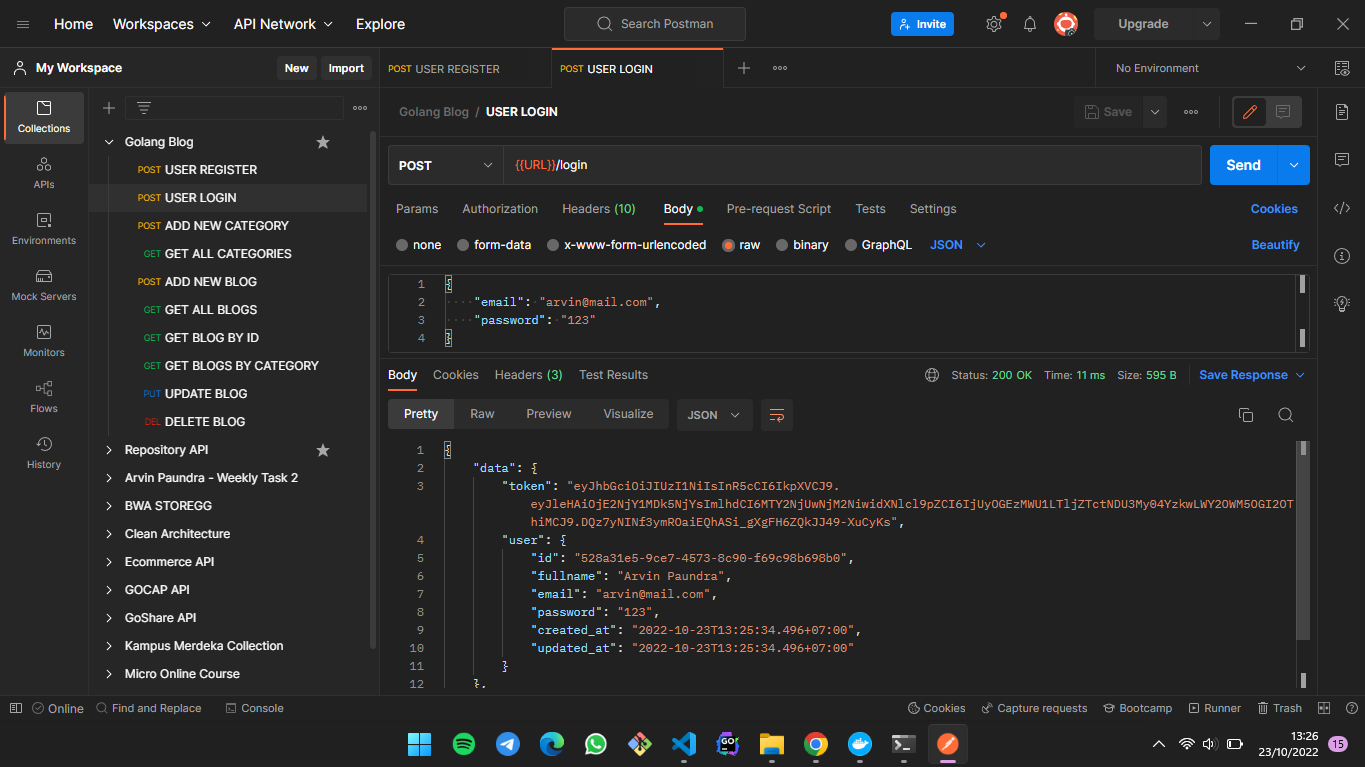 Home Workspaces API Network Explore Search Postman Invite Upgrade
My Workspace New Import POST USER REGISTER POST USER LOGIN No Environment
Golang Blog / USER LOGIN Save
Collections
APIs
Environments
Mock Servers
Monitors
Flows
History
Golang Blog
POST USER REGISTER
POST USER LOGIN
POST ADD NEW CATEGORY
GET GET ALL CATEGORIES
POST ADD NEW BLOG
GET GET ALL BLOGS
GET GET BLOG BY ID
GET GET BLOGS BY CATEGORY
PUT UPDATE BLOG
DEL DELETE BLOG
Repository API
Arvin Paundra - Weekly Task 2
BWA STOREGG
Clean Architecture
Ecommerce API
GOCAP API
GoShare API
Kampus Merdeka Collection
Micro Online Course
POST {{URL}}/login Send
Params Authorization Headers (10) Body Pre-request Script Tests Settings Cookies
none form-data x-www-form-urlencoded raw binary GraphQL JSON Beautify
1 {
2 "email": "arvin@mail.com",
3 "password": "123"
4 }
Body Cookies Headers (3) Test Results Status: 200 OK Time: 11 ms Size: 595 B Save Response
Pretty Raw Preview Visualize JSON
1 {
2 "data": {
3 "token": "eyJhbGciOiJIUzI1NiIsInR5cCI6IkpXVCJ9.
eyJleHAiOjE2NjY1MDk5NjYsImlhdCI6MTY2NjUwNjM2NiwidXNlcl9pZCI6IjUyOGEzMWU1LTljZTctNDU3My04YzkwLWY2OWM5OGI2OT
hiMCJ9.DQz7yNINf3ymROaiEQhASi_gXgFH6ZQkJJ49-XuCyKs",
4 "user": {
5 "id": "528a31e5-9ce7-4573-8c90-f69c98b698b0",
6 "fullname": "Arvin Paundra",
7 "email": "arvin@mail.com",
8 "password": "123",
9 "created_at": "2022-10-23T13:25:34.496+07:00",
10 "updated_at": "2022-10-23T13:25:34.496+07:00"
11 }
12 },
Online Find and Replace Console Cookies Capture requests Bootcamp Runner Trash
GO
13:26
23/10/2022 15